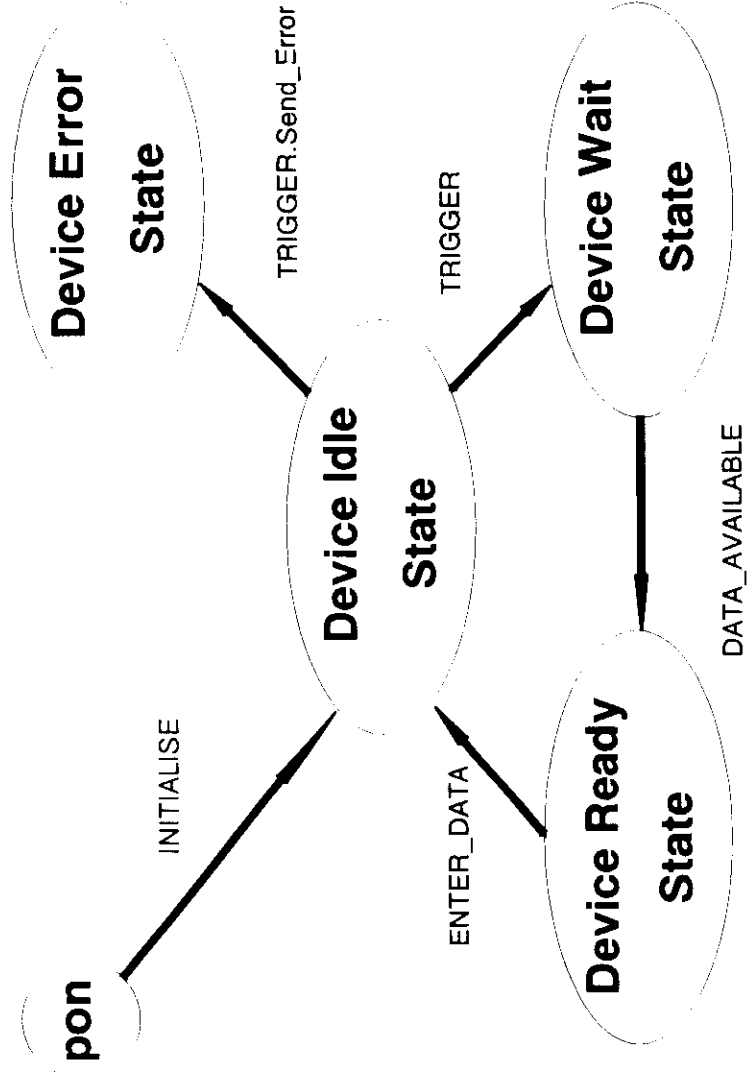 pon
Device Error
State
INITIALISE
TRIGGER.Send_Error
Device Idle
State
ENTER_DATA
TRIGGER
Device Ready
State
Device Wait
State
DATA_AVAILABLE